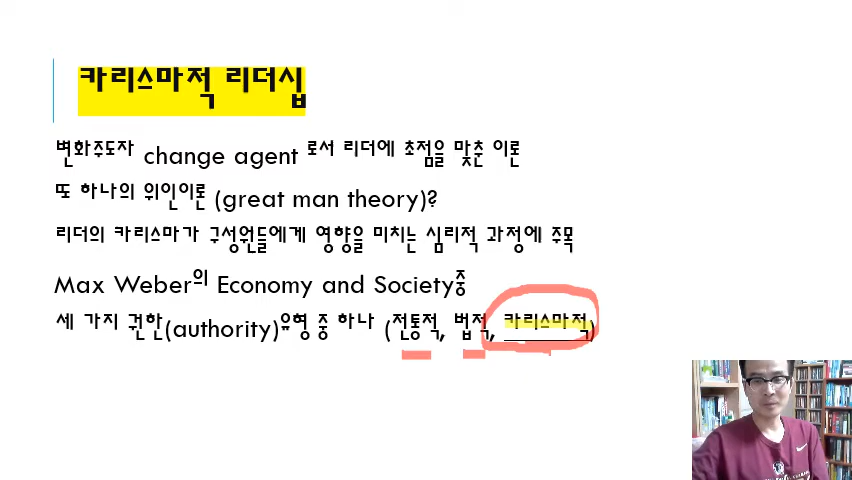 카리스마적 리더십
변화주도자 change agent 로서 리더에 초점을 맞춘 이론
또 하나의 위인이론 (great man theory)?
리더의 카리스마가 구성원들에게 영향을 미치는 심리적 과정에 주목
Max Weber의 Economy and Society중
세 가지 권한(authority)유형 중 하나 (전통적, 법적, 카리스마적)